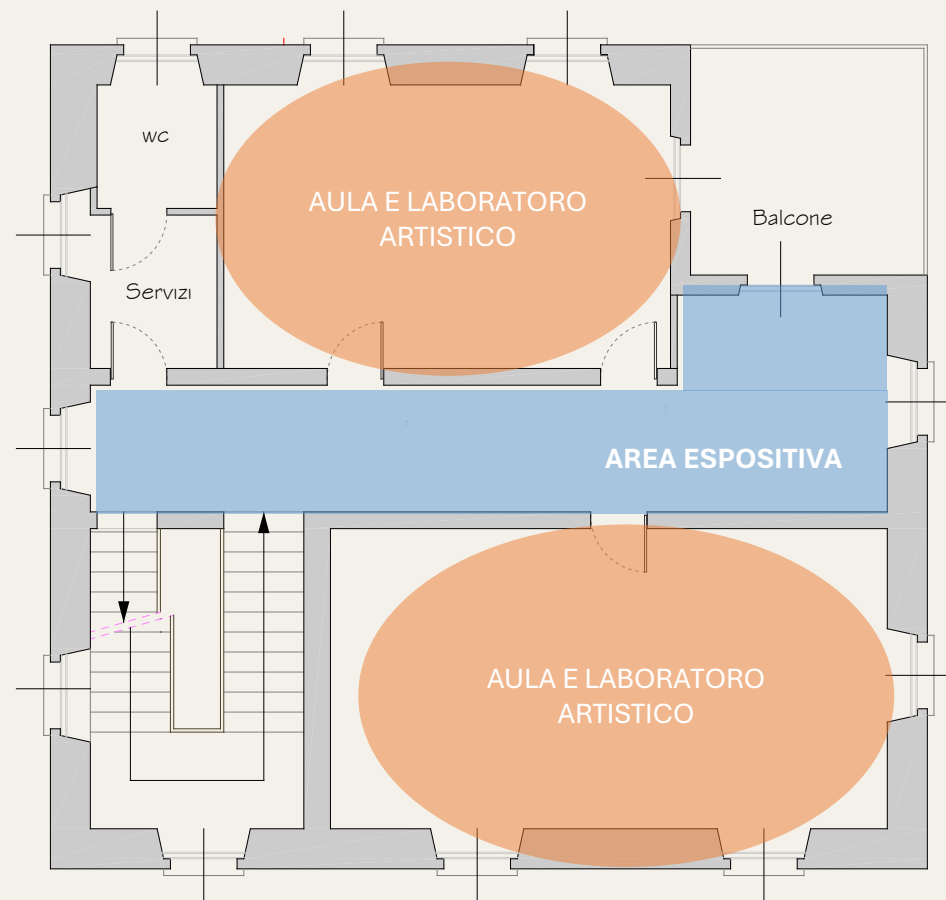 wc
AULA E LABORATORO
ARTISTICO
Balcone
Servizi
AREA ESPOSITIVA
AULA E LABORATORO
ARTISTICO